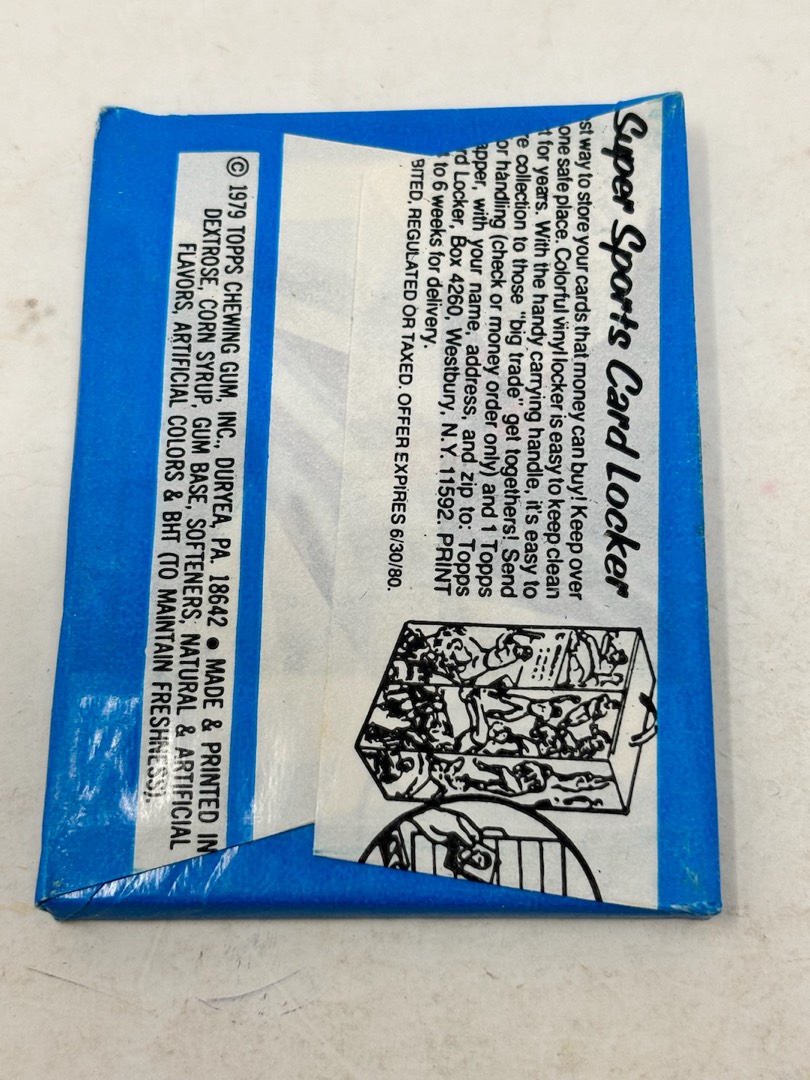 Super Sports Card Locker
st way to store your cards that money can buy! Keep over
one safe place. Colorful vinyl locker is easy to keep clean
t for years. With the handy carrying handle, it's easy to
e collection to those "big trade" get togethers! Send
or handling (check or money order only) and 1 Topps
apper, with your name, address, and zip to: Topps
rd Locker, Box 4260, Westbury, N.Y. 11592. PRINT
to 6 weeks for delivery.
BITED, REGULATED OR TAXED. OFFER EXPIRES 6/30/80.
© 1979 TOPPS CHEWING GUM, INC., DURYEA, PA. 18642 ● MADE & PRINTED IN
DEXTROSE, CORN SYRUP, GUM BASE, SOFTENERS; NATURAL & ARTIFICIAL
FLAVORS, ARTIFICIAL COLORS & BHT (TO MAINTAIN FRESHNESS).